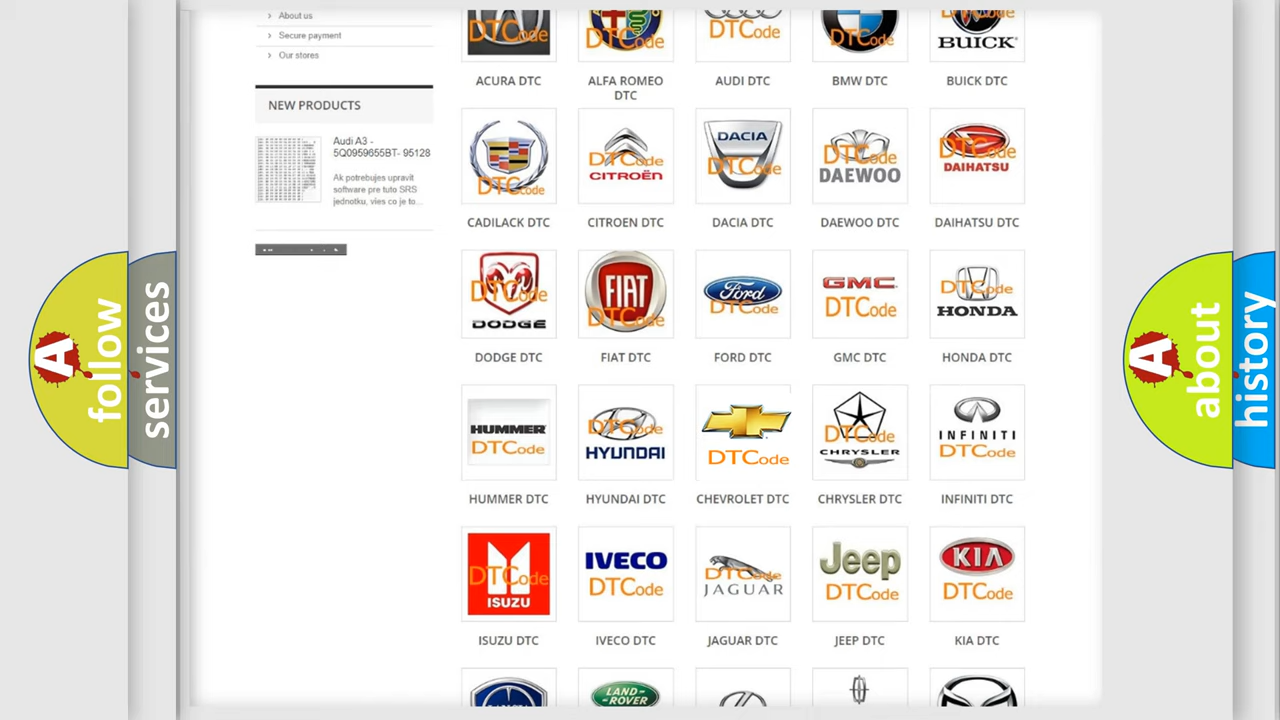 About us
Secure payment
Our stores
NEW PRODUCTS
Audi A3 -
5Q0959655BT- 95128
Ak potrebujes upravit
software pre tuto SRS
jednotku, vies co je to...
DTCode DTCode DTCode DTCode BUICK
ACURA DTC ALFA ROMEO DTC AUDI DTC BMW DTC BUICK DTC
DTCode DTCode CITROËN DACIA DTCode DTCode DAEWOO DTCode DAIHATSU
CADILACK DTC CITROEN DTC DACIA DTC DAEWOO DTC DAIHATSU DTC
DTCode DODGE FIAT DTCode Ford DTCode GMC DTCode DTCode HONDA
DODGE DTC FIAT DTC FORD DTC GMC DTC HONDA DTC
HUMMER DTCode DTCode HYUNDAI DTCode DTCode CHRYSLER INFINITI DTCode
HUMMER DTC HYUNDAI DTC CHEVROLET DTC CHRYSLER DTC INFINITI DTC
DTCode ISUZU IVECO DTCode DTCode JAGUAR Jeep DTCode KIA DTCode
ISUZU DTC IVECO DTC JAGUAR DTC JEEP DTC KIA DTC
LAND-
ROVER
A follow
services
A about
history